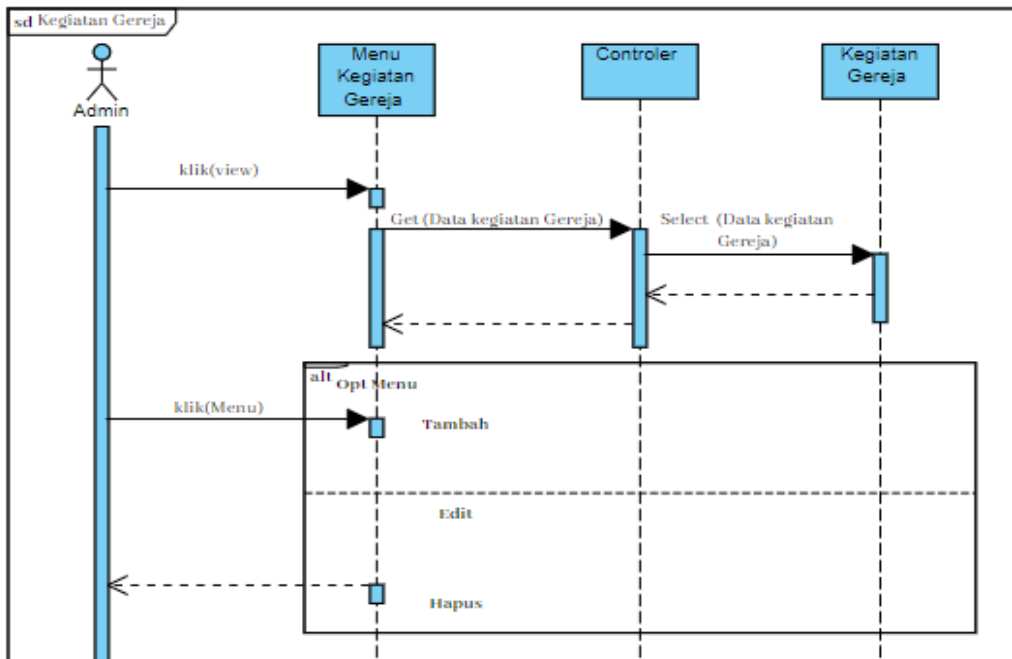 sd Kegiatan Gereja
Menu
Kegiatan
Gereja
Controler
Kegiatan
Gereja
Admin
klik(view)
Get (Data kegiatan Gereja)
Select (Data kegiatan
Gereja)
alt Opt Menu
klik(Menu)
Tambah
Edit
Hapus